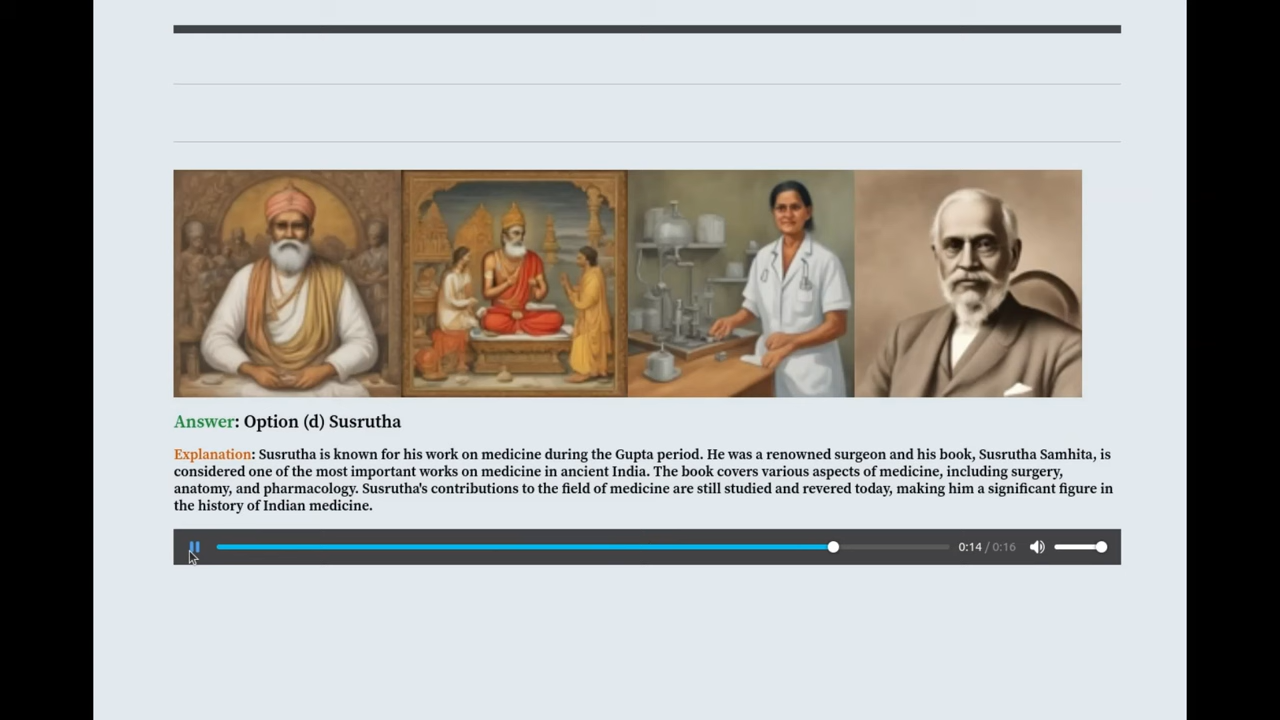 Answer: Option (d) Susrutha
Explanation: Susrutha is known for his work on medicine during the Gupta period. He was a renowned surgeon and his book, Susrutha Samhita, is
considered one of the most important works on medicine in ancient India. The book covers various aspects of medicine, including surgery,
anatomy, and pharmacology. Susrutha's contributions to the field of medicine are still studied and revered today, making him a significant figure in
the history of Indian medicine.
0:14 / 0:16